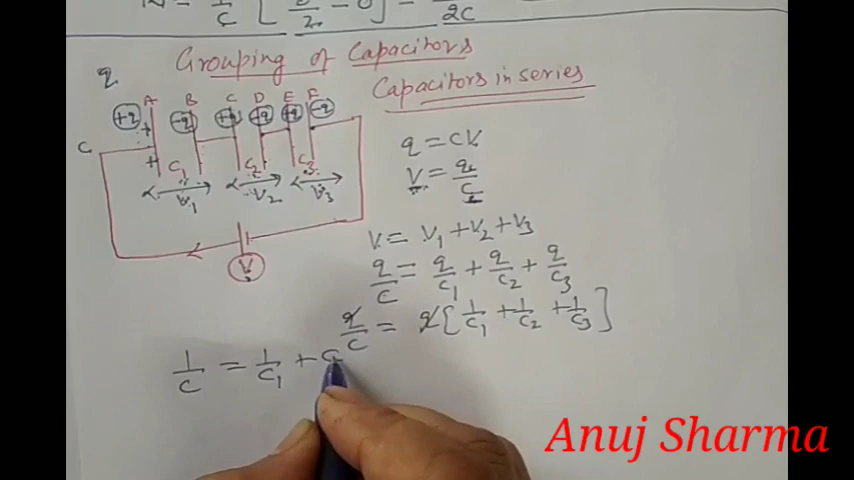 2C
Grouping of Capacitors
Capacitors in series
q
A B C D E F
+q -q +q -q +q -q
C
+
+
C1 C2 C3
V1 V2 V3
V
q = CV
V = q/C
V = V1 + V2 + V3
q/C = q/C1 + q/C2 + q/C3
q/C = q[1/C1 + 1/C2 + 1/C3]
1/C = 1/C1 +
Anuj Sharma